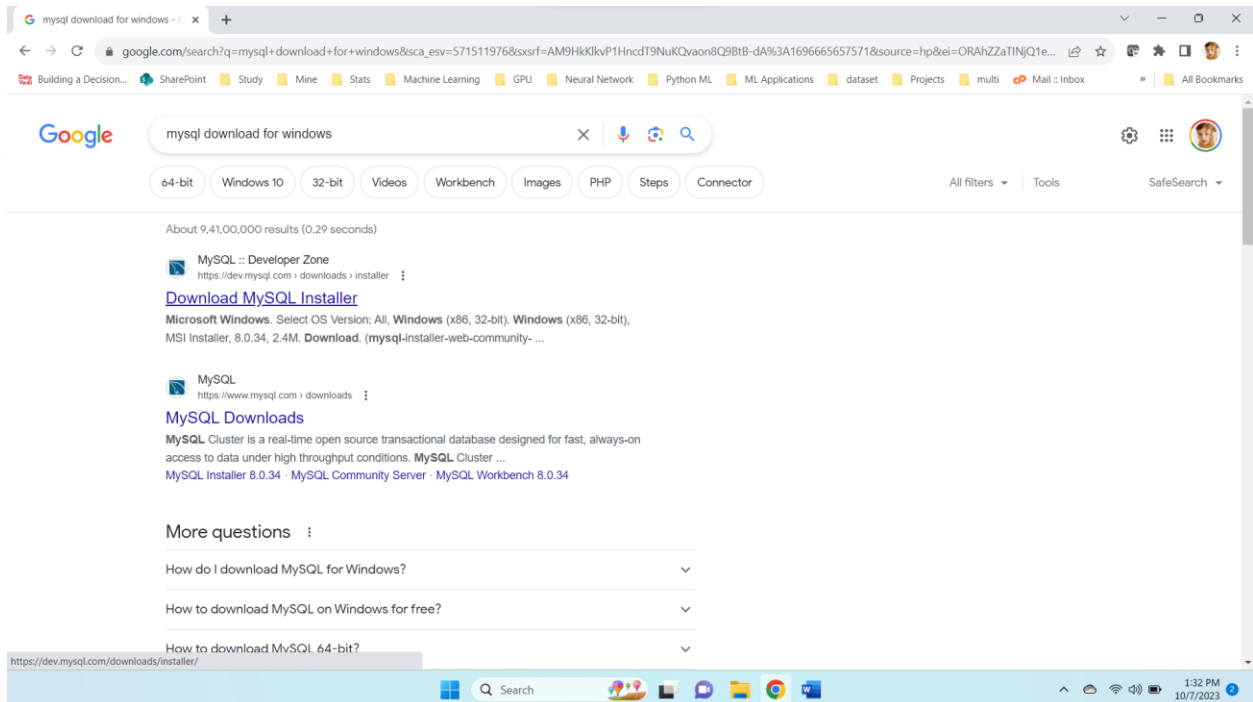 mysql download for windows - G
google.com/search?q=mysql+download+for+windows&sca_esv=571511976&sxsrf=AM9HkKlkvP1HncdT9NuKQvaon8Q9BtB-dA%3A1696665657571&source=hp&ei=ORAhZZaTINjQ1e...
Building a Decision... SharePoint Study Mine Stats Machine Learning GPU Neural Network Python ML ML Applications dataset Projects multi cP Mail :: Inbox » All Bookmarks
Google mysql download for windows
64-bit Windows 10 32-bit Videos Workbench Images PHP Steps Connector All filters Tools SafeSearch
About 9,41,00,000 results (0.29 seconds)
MySQL :: Developer Zone
https://dev.mysql.com › downloads › installer
Download MySQL Installer
Microsoft Windows. Select OS Version: All, Windows (x86, 32-bit). Windows (x86, 32-bit),
MSI Installer, 8.0.34, 2.4M. Download. (mysql-installer-web-community- ...
MySQL
https://www.mysql.com › downloads
MySQL Downloads
MySQL Cluster is a real-time open source transactional database designed for fast, always-on
access to data under high throughput conditions. MySQL Cluster ...
MySQL Installer 8.0.34 · MySQL Community Server · MySQL Workbench 8.0.34
More questions
How do I download MySQL for Windows?
How to download MySQL on Windows for free?
How to download MySQL 64-bit?
https://dev.mysql.com/downloads/installer/
Search
1:32 PM
10/7/2023
2